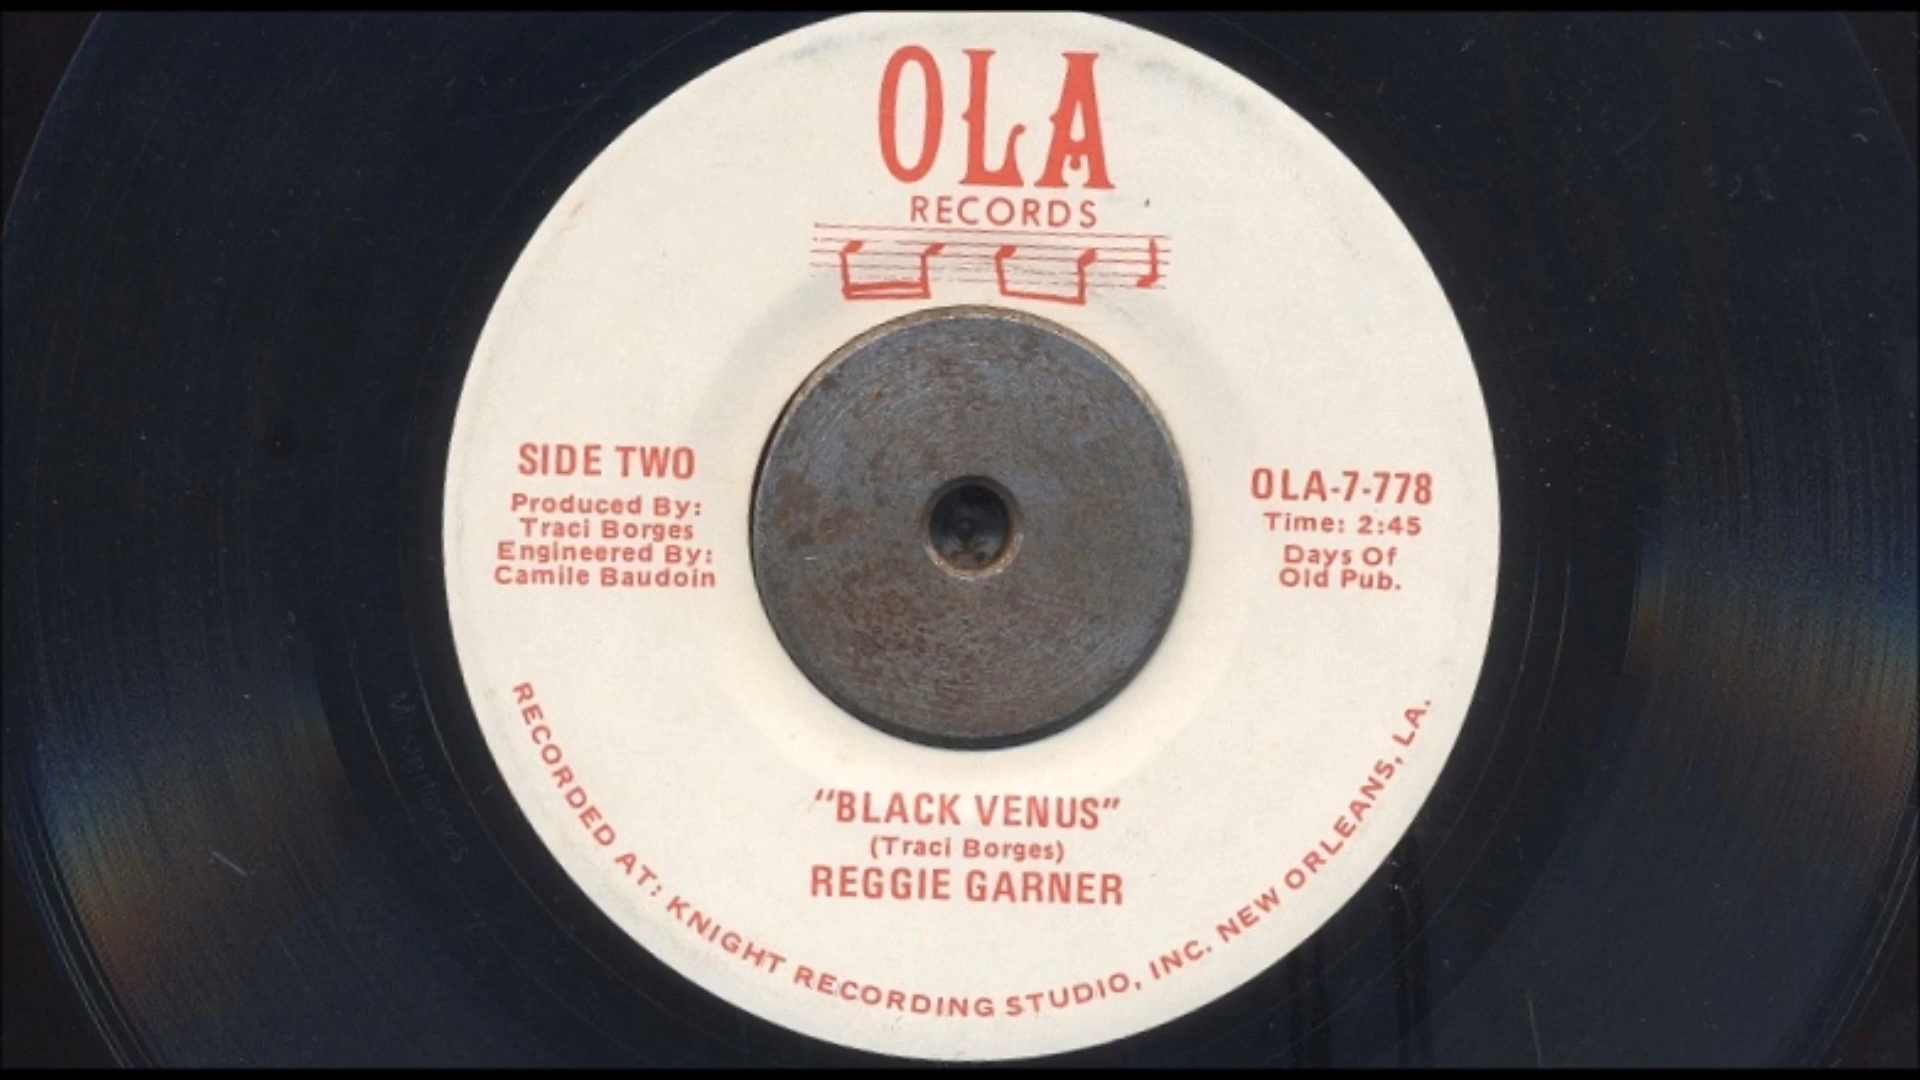 OLA
RECORDS
SIDE TWO
Produced By:
Traci Borges
Engineered By:
Camile Baudoin
OLA-7-778
Time: 2:45
Days Of
Old Pub.
"BLACK VENUS"
(Traci Borges)
REGGIE GARNER
RECORDED AT: KNIGHT RECORDING STUDIO, INC. NEW ORLEANS, LA.